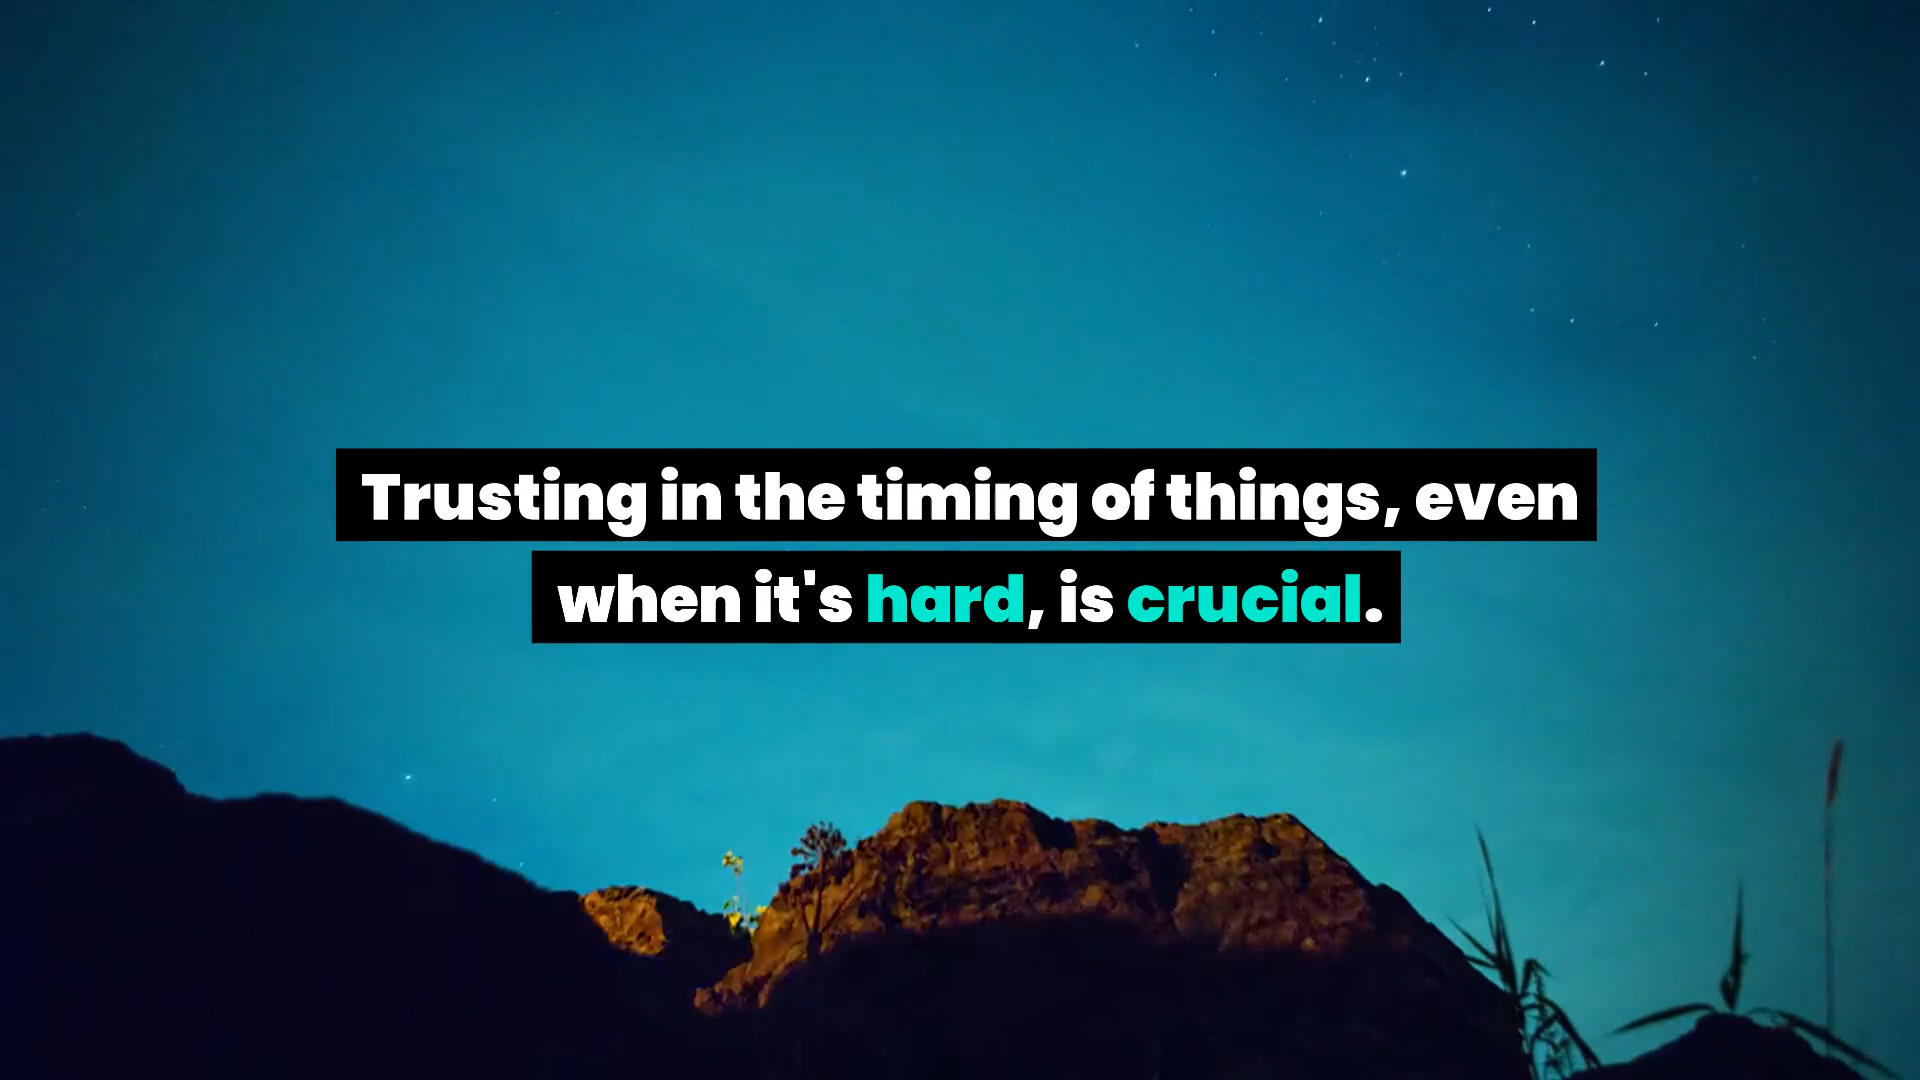 Trusting in the timing of things, even
when it's hard, is crucial.